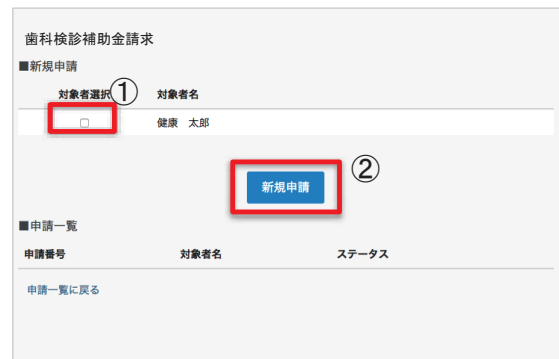 歯科検診補助金請求
■新規申請
対象者選択 ① 対象者名
健康 太郎
新規申請 ②
■申請一覧
申請番号 対象者名 ステータス
申請一覧に戻る